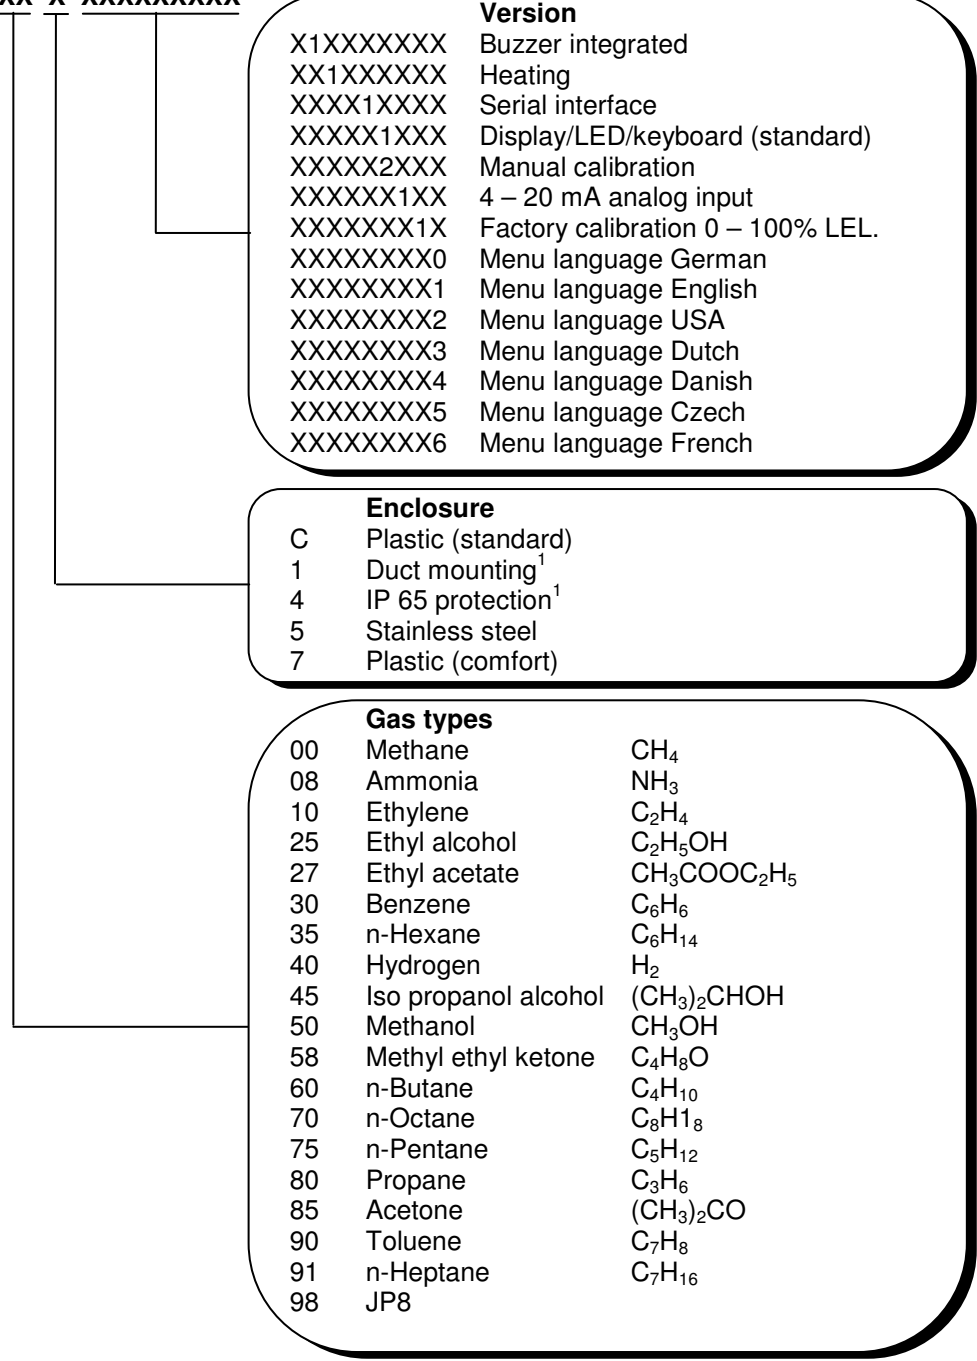 XX X XXXXXXXXX
Version
X1XXXXXXX Buzzer integrated
XX1XXXXXX Heating
XXXX1XXXX Serial interface
XXXXX1XXX Display/LED/keyboard (standard)
XXXXX2XXX Manual calibration
XXXXXX1XX 4 – 20 mA analog input
XXXXXXX1X Factory calibration 0 – 100% LEL.
XXXXXXXX0 Menu language German
XXXXXXXX1 Menu language English
XXXXXXXX2 Menu language USA
XXXXXXXX3 Menu language Dutch
XXXXXXXX4 Menu language Danish
XXXXXXXX5 Menu language Czech
XXXXXXXX6 Menu language French
Enclosure
C Plastic (standard)
1 Duct mounting¹
4 IP 65 protection¹
5 Stainless steel
7 Plastic (comfort)
Gas types
00 Methane CH₄
08 Ammonia NH₃
10 Ethylene C₂H₄
25 Ethyl alcohol C₂H₅OH
27 Ethyl acetate CH₃COOC₂H₅
30 Benzene C₆H₆
35 n-Hexane C₆H₁₄
40 Hydrogen H₂
45 Iso propanol alcohol (CH₃)₂CHOH
50 Methanol CH₃OH
58 Methyl ethyl ketone C₄H₈O
60 n-Butane C₄H₁₀
70 n-Octane C₈H1₈
75 n-Pentane C₅H₁₂
80 Propane C₃H₆
85 Acetone (CH₃)₂CO
90 Toluene C₇H₈
91 n-Heptane C₇H₁₆
98 JP8